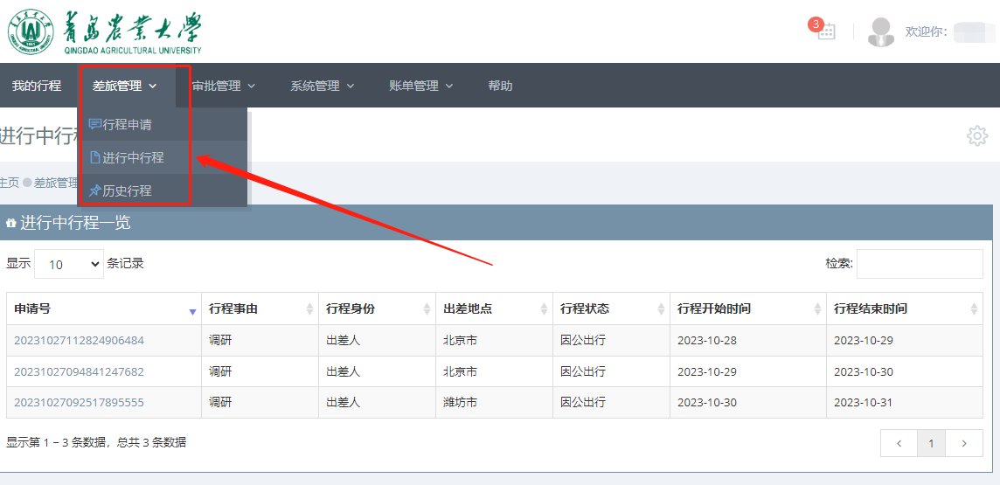 青岛农业大学
QINGDAO AGRICULTURAL UNIVERSITY
3
欢迎你:
我的行程 差旅管理 审批管理 系统管理 账单管理 帮助
行程申请
进行中行程
历史行程
进行中行
主页 差旅管理
进行中行程一览
显示 10 条记录 检索:
申请号 行程事由 行程身份 出差地点 行程状态 行程开始时间 行程结束时间
20231027112824906484 调研 出差人 北京市 因公出行 2023-10-28 2023-10-29
20231027094841247682 调研 出差人 北京市 因公出行 2023-10-29 2023-10-30
20231027092517895555 调研 出差人 潍坊市 因公出行 2023-10-30 2023-10-31
显示第 1 – 3 条数据，总共 3 条数据 1